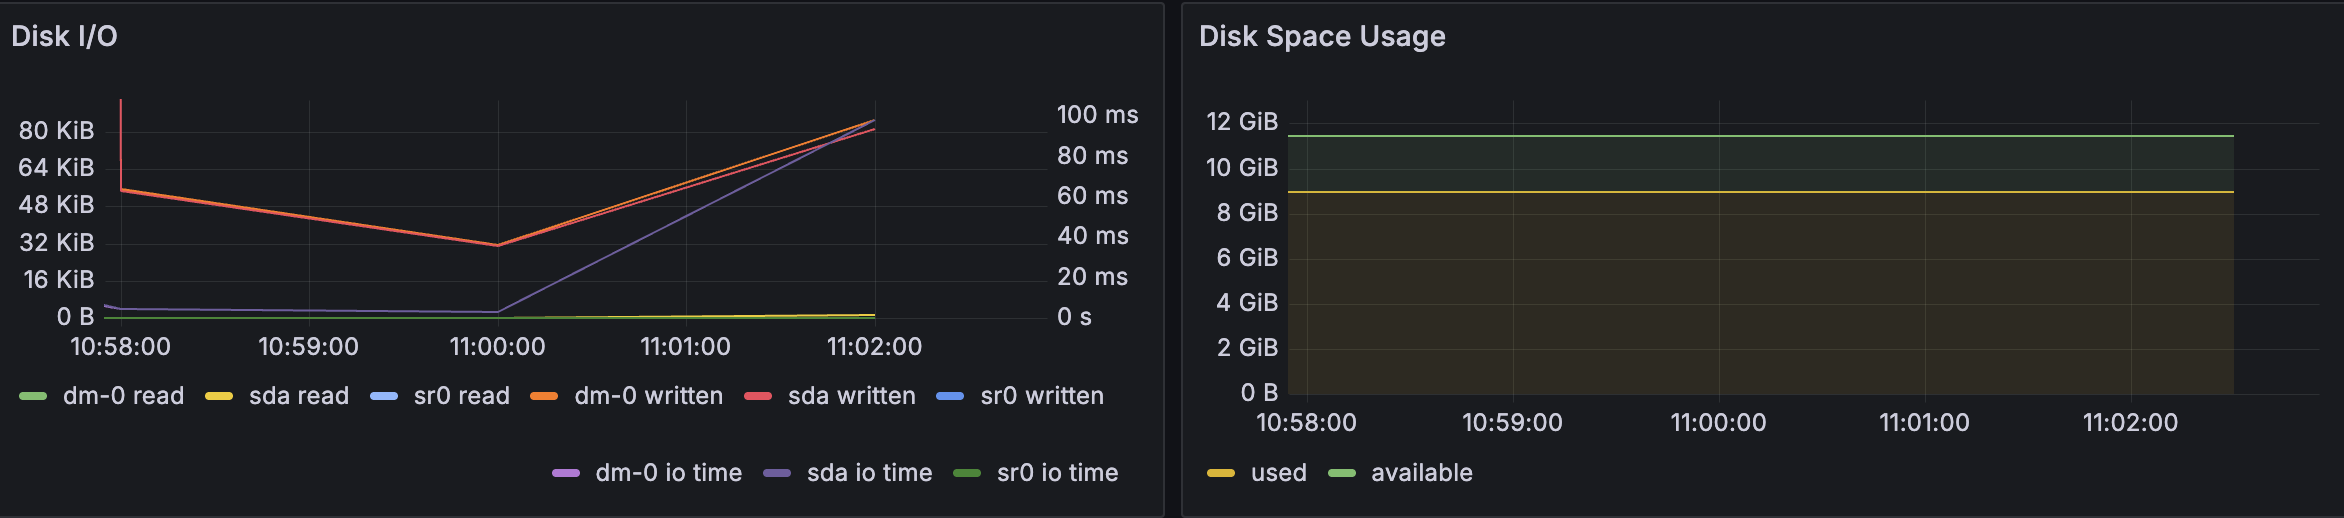 Disk I/O
80 KiB
64 KiB
48 KiB
32 KiB
16 KiB
0 B
100 ms
80 ms
60 ms
40 ms
20 ms
0 s
10:58:00 10:59:00 11:00:00 11:01:00 11:02:00
dm-0 read sda read sr0 read dm-0 written sda written sr0 written
dm-0 io time sda io time sr0 io time
Disk Space Usage
12 GiB
10 GiB
8 GiB
6 GiB
4 GiB
2 GiB
0 B
10:58:00 10:59:00 11:00:00 11:01:00 11:02:00
used available